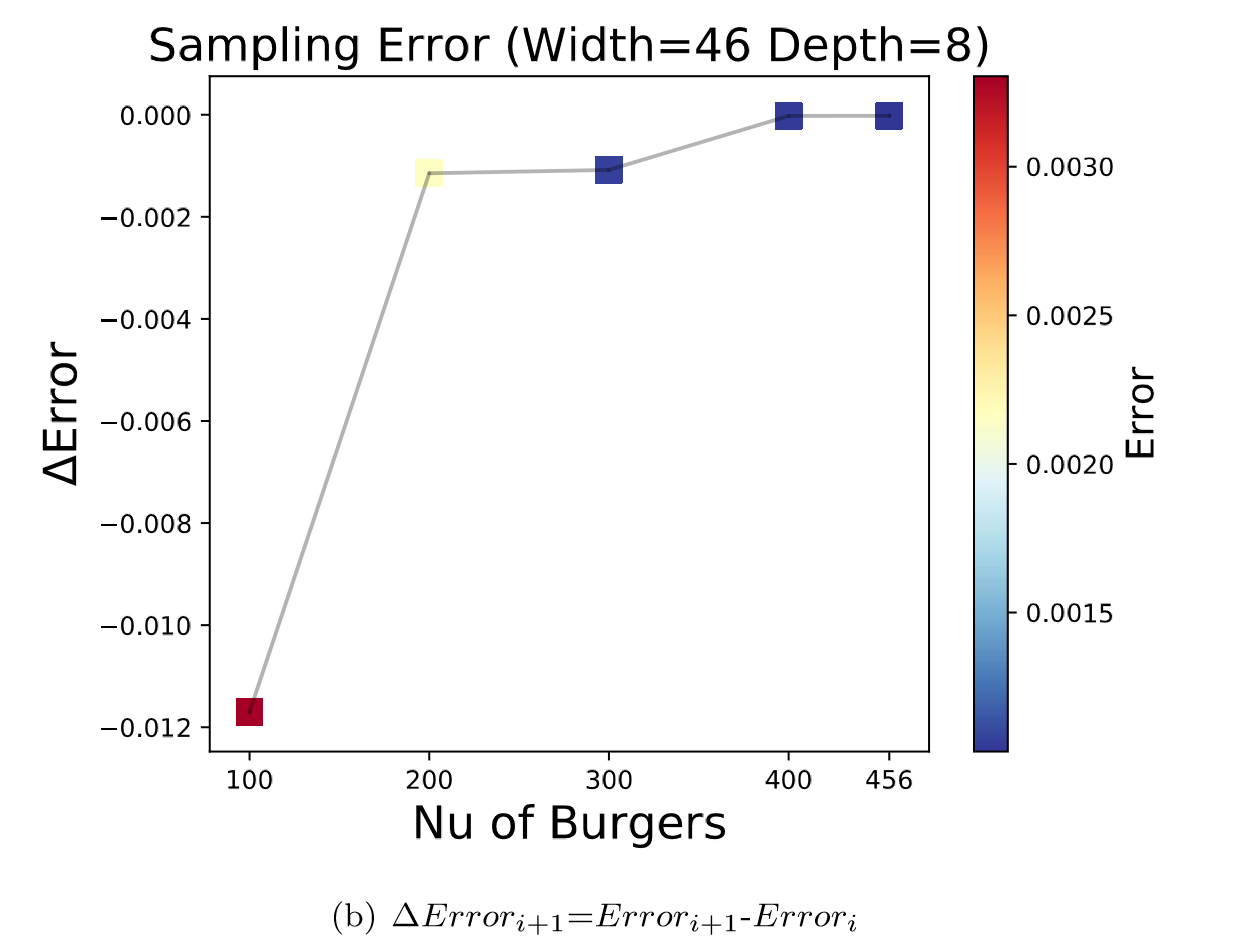 Sampling Error (Width=46 Depth=8)
0.000
−0.002
−0.004
−0.006
−0.008
−0.010
−0.012
ΔError
100 200 300 400 456
Nu of Burgers
0.0030
0.0025
0.0020
0.0015
Error
(b) ΔError_{i+1}=Error_{i+1}-Error_i